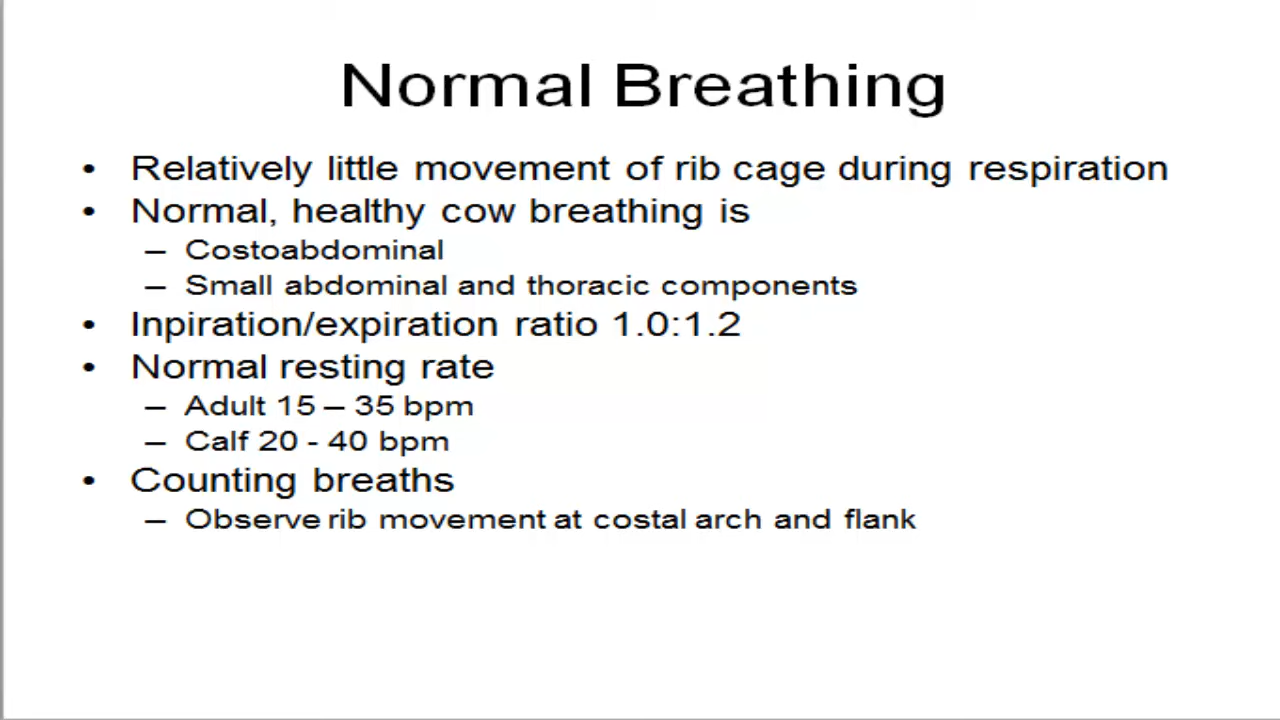 Normal Breathing
• Relatively little movement of rib cage during respiration
• Normal, healthy cow breathing is
– Costoabdominal
– Small abdominal and thoracic components
• Inpiration/expiration ratio 1.0:1.2
• Normal resting rate
– Adult 15 – 35 bpm
– Calf 20 - 40 bpm
• Counting breaths
– Observe rib movement at costal arch and flank